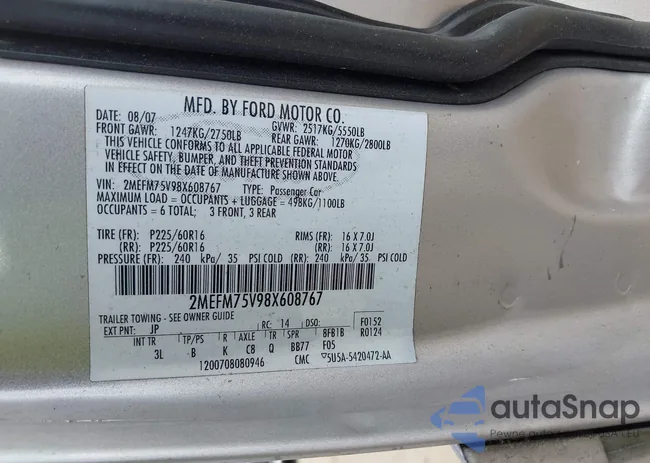 MFD. BY FORD MOTOR CO.
DATE: 08/07 GVWR: 2517KG/5550LB
FRONT GAWR: 1247KG/2750LB REAR GAWR: 1270KG/2800LB
THIS VEHICLE CONFORMS TO ALL APPLICABLE FEDERAL MOTOR
VEHICLE SAFETY, BUMPER, AND THEFT PREVENTION STANDARDS
IN EFFECT ON THE DATE OF MANUFACTURE SHOWN ABOVE.
VIN: 2MEFM75V98X608767 TYPE: Passenger Car
MAXIMUM LOAD = OCCUPANTS + LUGGAGE = 498KG/1100LB
OCCUPANTS = 6 TOTAL; 3 FRONT, 3 REAR
TIRE (FR): P225/60R16 RIMS (FR): 16 X 7.0J
(RR): P225/60R16 (RR): 16 X 7.0J
PRESSURE (FR): 240 kPa/ 35 PSI COLD (RR): 240 kPa/ 35 PSI COLD
2MEFM75V98X608767
TRAILER TOWING - SEE OWNER GUIDE
EXT PNT: JP RC: 14 DSO: F0152
INT TR TP/PS R AXLE TR SPR BFB1B R0124
3L B K C8 Q BB77 F05
1200708080946 CMC 5U5A-5420472-AA
autoSnap